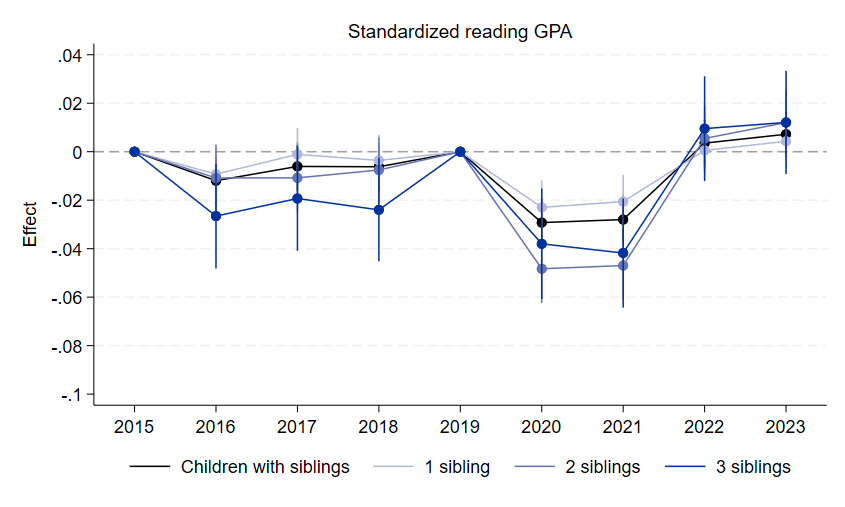 Standardized reading GPA
Effect
.04
.02
0
-.02
-.04
-.06
-.08
-.1
2015 2016 2017 2018 2019 2020 2021 2022 2023
Children with siblings 1 sibling 2 siblings 3 siblings